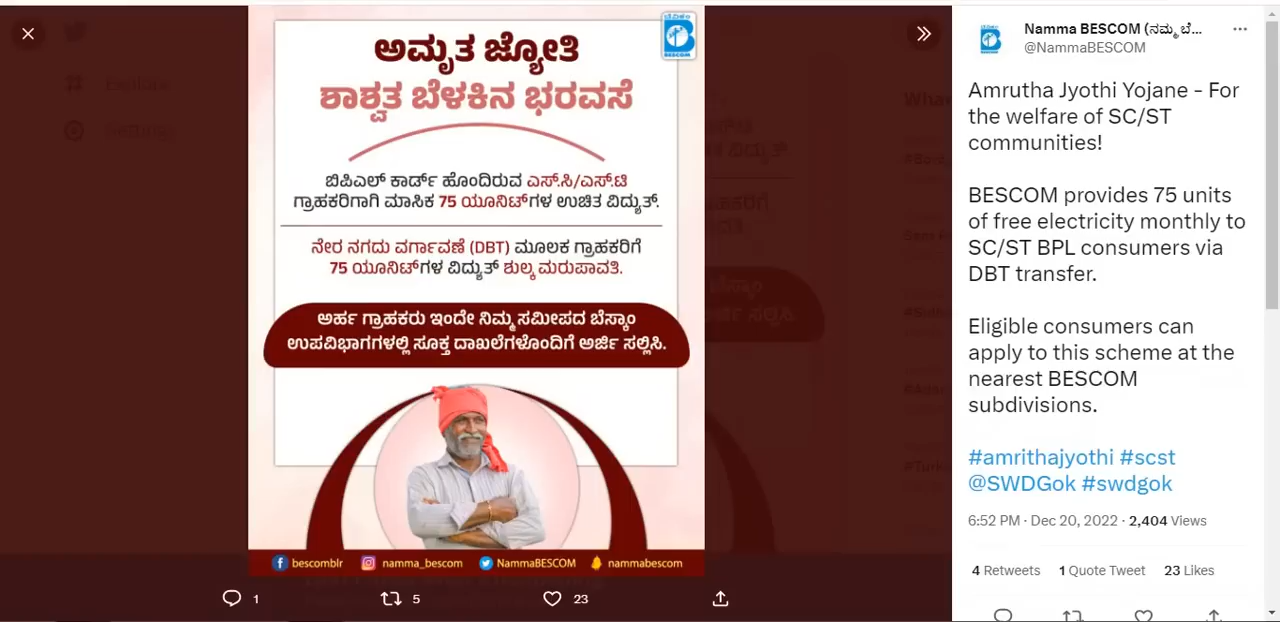 ಅಮೃತ ಜ್ಯೋತಿ
ಶಾಶ್ವತ ಬೆಳಕಿನ ಭರವಸೆ
BESCOM
ಬಿಪಿಎಲ್ ಕಾರ್ಡ್ ಹೊಂದಿರುವ ಎಸ್.ಸಿ/ಎಸ್.ಟಿ
ಗ್ರಾಹಕರಿಗಾಗಿ ಮಾಸಿಕ 75 ಯೂನಿಟ್‌ಗಳ ಉಚಿತ ವಿದ್ಯುತ್.
ನೇರ ನಗದು ವರ್ಗಾವಣೆ (DBT) ಮೂಲಕ ಗ್ರಾಹಕರಿಗೆ
75 ಯೂನಿಟ್‌ಗಳ ವಿದ್ಯುತ್ ಶುಲ್ಕ ಮರುಪಾವತಿ.
ಅರ್ಹ ಗ್ರಾಹಕರು ಇಂದೇ ನಿಮ್ಮ ಸಮೀಪದ ಬೆಸ್ಕಾಂ
ಉಪವಿಭಾಗಗಳಲ್ಲಿ ಸೂಕ್ತ ದಾಖಲೆಗಳೊಂದಿಗೆ ಅರ್ಜಿ ಸಲ್ಲಿಸಿ.
bescomblr namma_bescom NammaBESCOM nammabescom
1 5 23
Namma BESCOM (ನಮ್ಮ ಬೆ...
@NammaBESCOM
Amrutha Jyothi Yojane - For
the welfare of SC/ST
communities!
BESCOM provides 75 units
of free electricity monthly to
SC/ST BPL consumers via
DBT transfer.
Eligible consumers can
apply to this scheme at the
nearest BESCOM
subdivisions.
#amrithajyothi #scst
@SWDGok #swdgok
6:52 PM · Dec 20, 2022 · 2,404 Views
4 Retweets 1 Quote Tweet 23 Likes